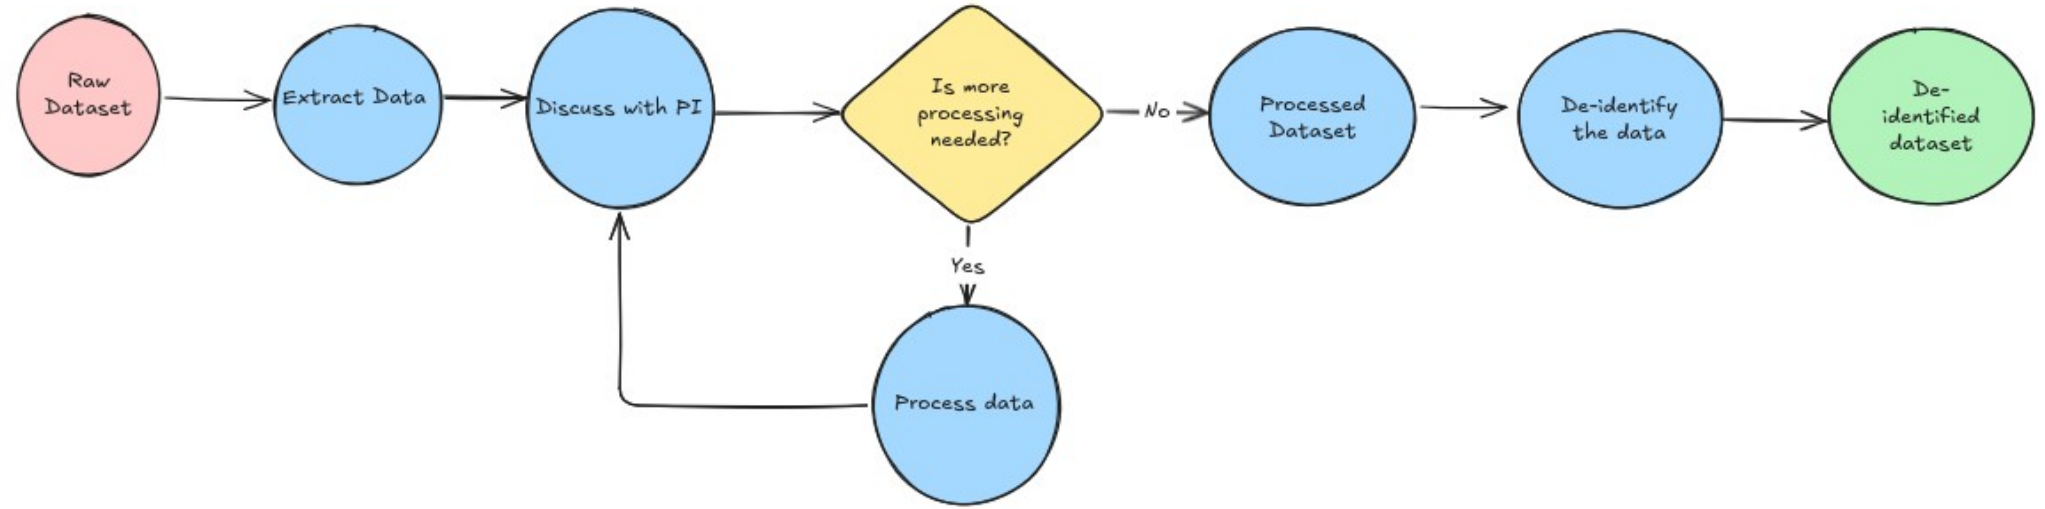 Raw
Dataset
Extract Data
Discuss with PI
Is more
processing
needed?
No
Processed
Dataset
De-identify
the data
De-
identified
dataset
Yes
Process data